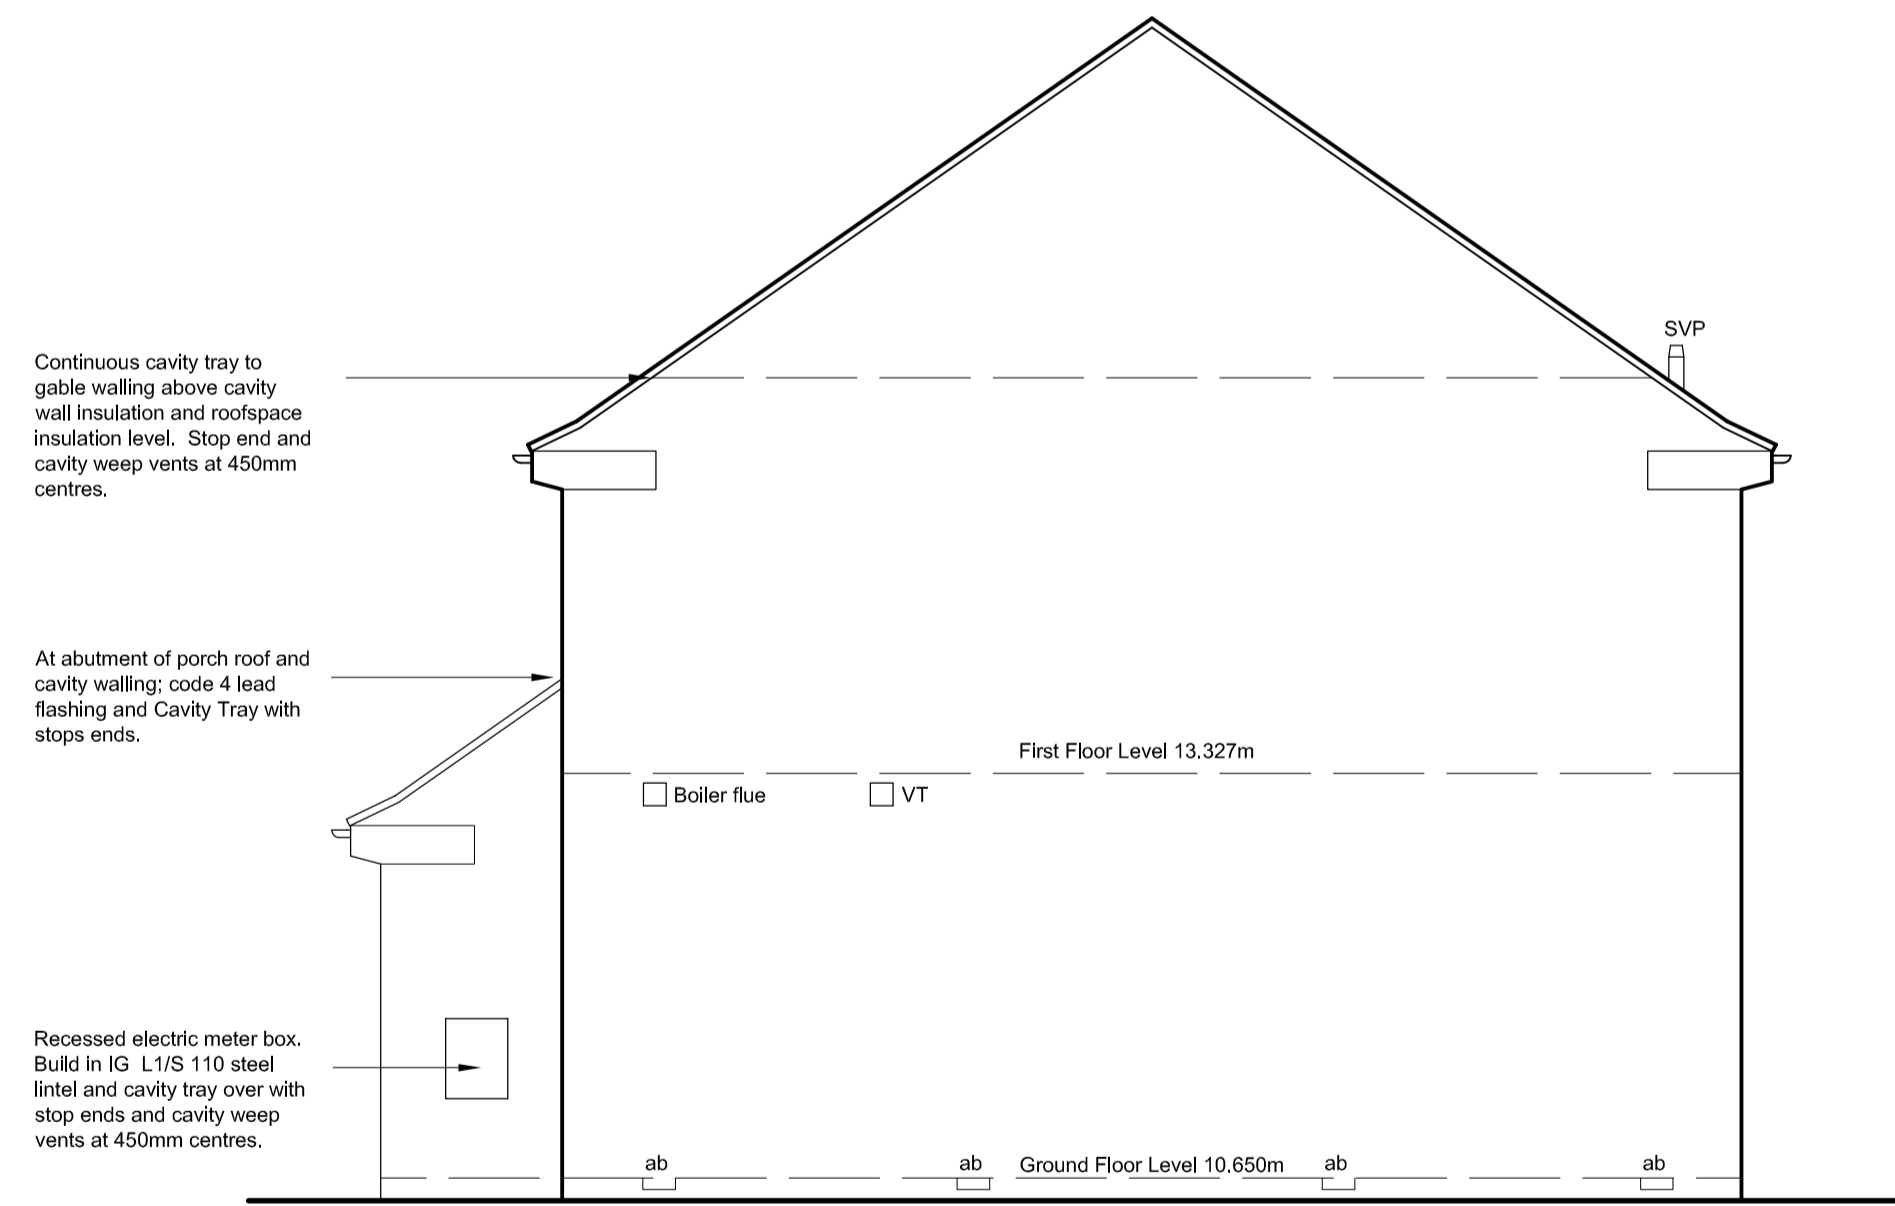 SVP
Continuous cavity tray to
gable walling above cavity
wall insulation and roofspace
insulation level.  Stop end and
cavity weep vents at 450mm
centres.
At abutment of porch roof and
cavity walling; code 4 lead
flashing and Cavity Tray with
stops ends.
First Floor Level 13.327m
Boiler flue
VT
Recessed electric meter box.
Build in IG  L1/S 110 steel
lintel and cavity tray over with
stop ends and cavity weep
vents at 450mm centres.
ab
ab
Ground Floor Level 10.650m
ab
ab